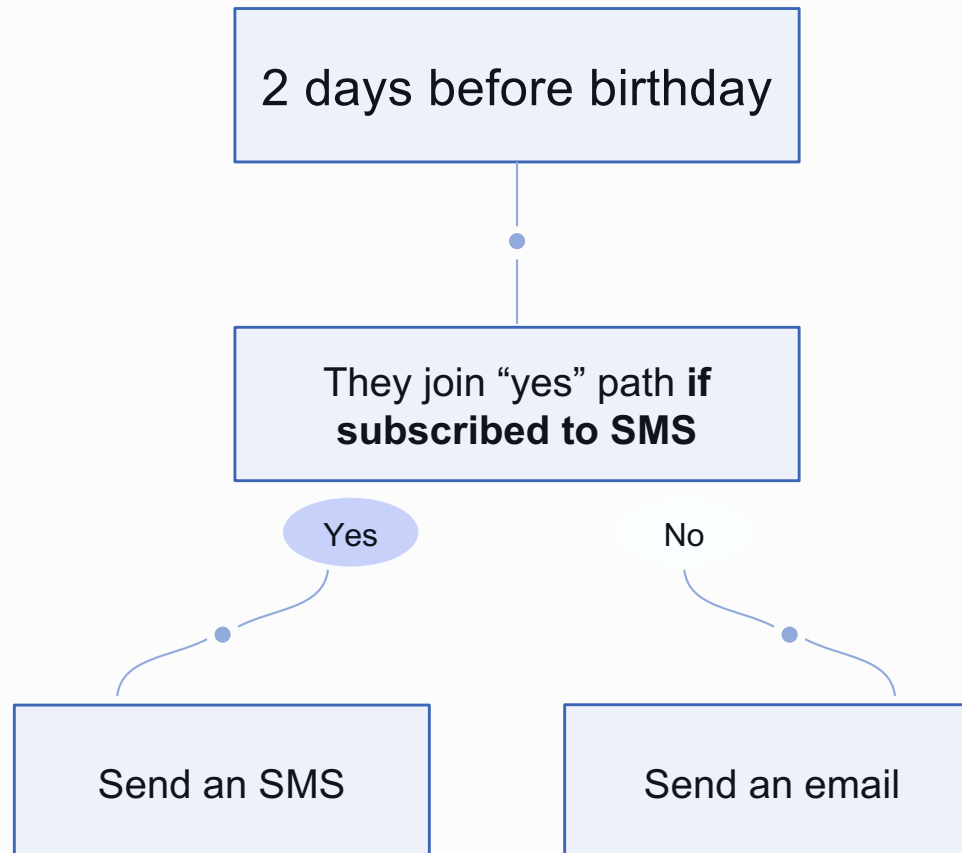 2 days before birthday
They join “yes” path if
subscribed to SMS
Yes
No
Send an SMS
Send an email